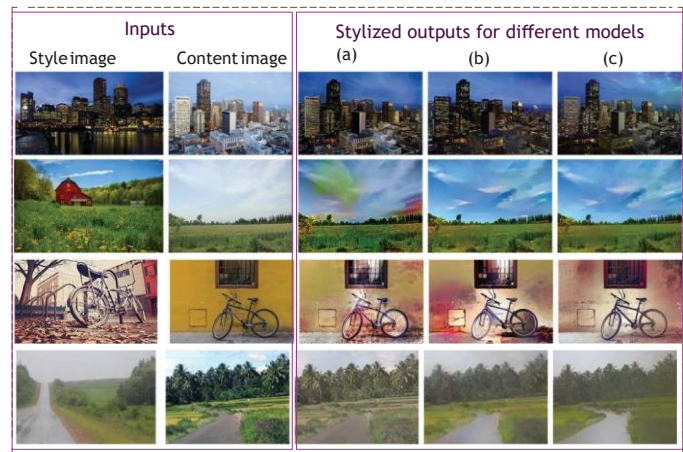 Inputs
Stylized outputs for different models
Style image
Content image
(a)
(b)
(c)